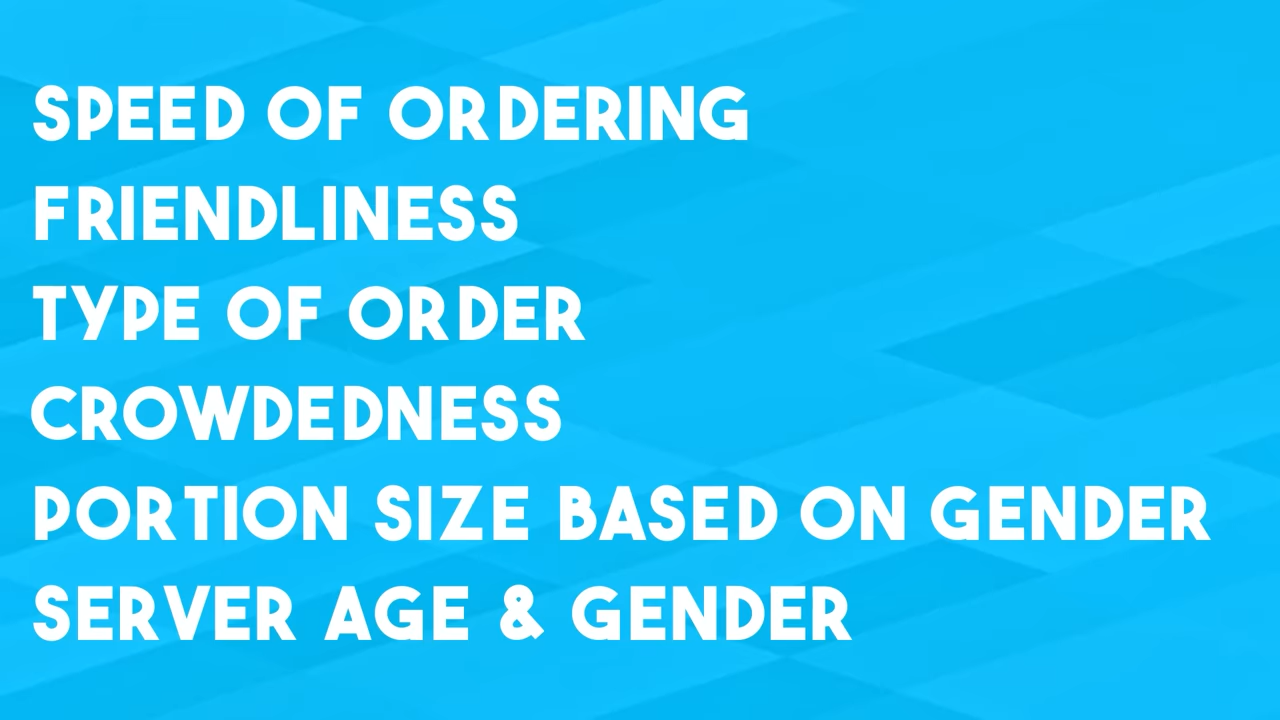 SPEED OF ORDERING
FRIENDLINESS
TYPE OF ORDER
CROWDEDNESS
PORTION SIZE BASED ON GENDER
SERVER AGE & GENDER